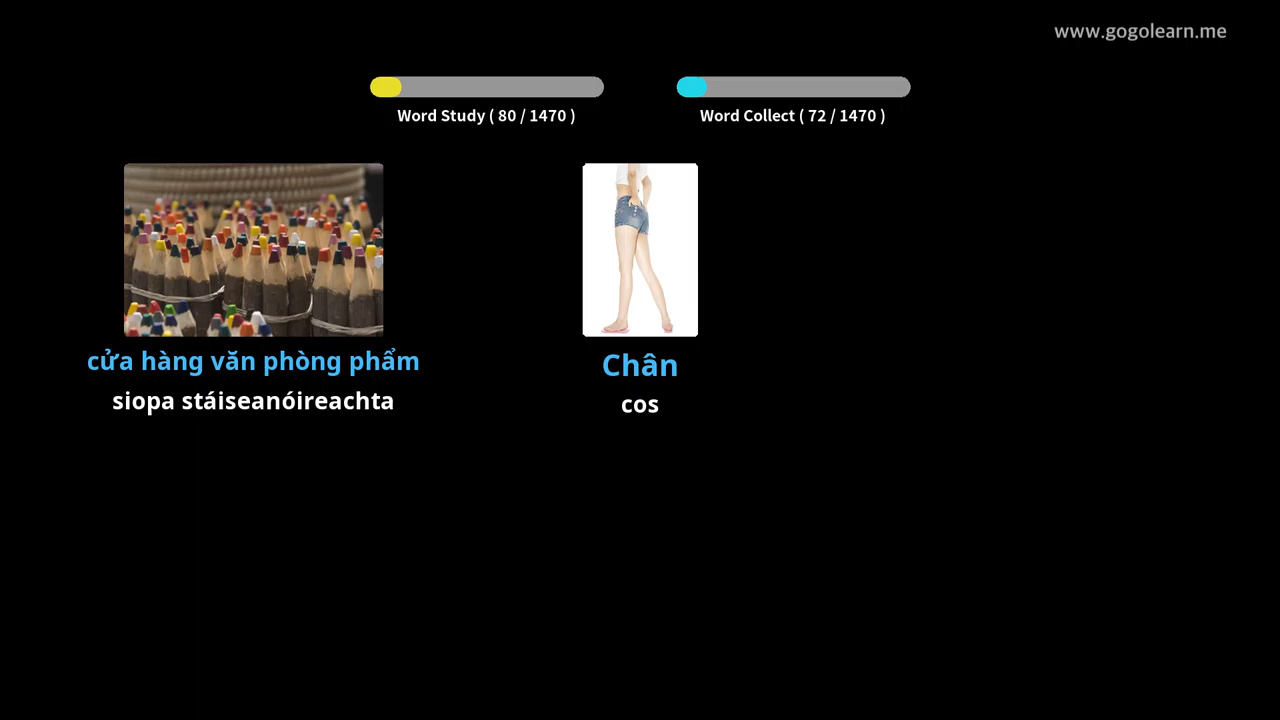 www.gogolearn.me
Word Study ( 80 / 1470 )
Word Collect ( 72 / 1470 )
cửa hàng văn phòng phẩm
siopa stáiseanóireachta
Chân
cos